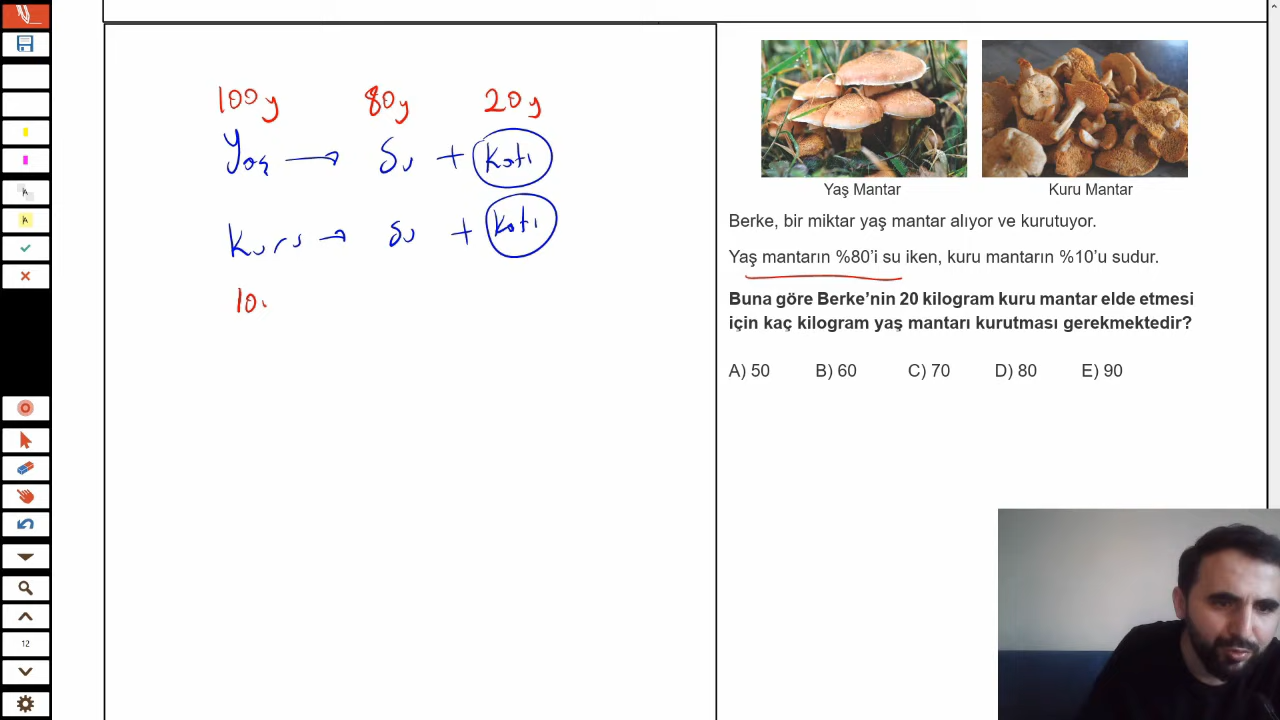 100y 80y 20y
Yaş → Su + Katı
Kuru → Su + Katı
10
Yaş Mantar Kuru Mantar
Berke, bir miktar yaş mantar alıyor ve kurutuyor.
Yaş mantarın %80’i su iken, kuru mantarın %10’u sudur.
Buna göre Berke’nin 20 kilogram kuru mantar elde etmesi
için kaç kilogram yaş mantarı kurutması gerekmektedir?
A) 50 B) 60 C) 70 D) 80 E) 90
12